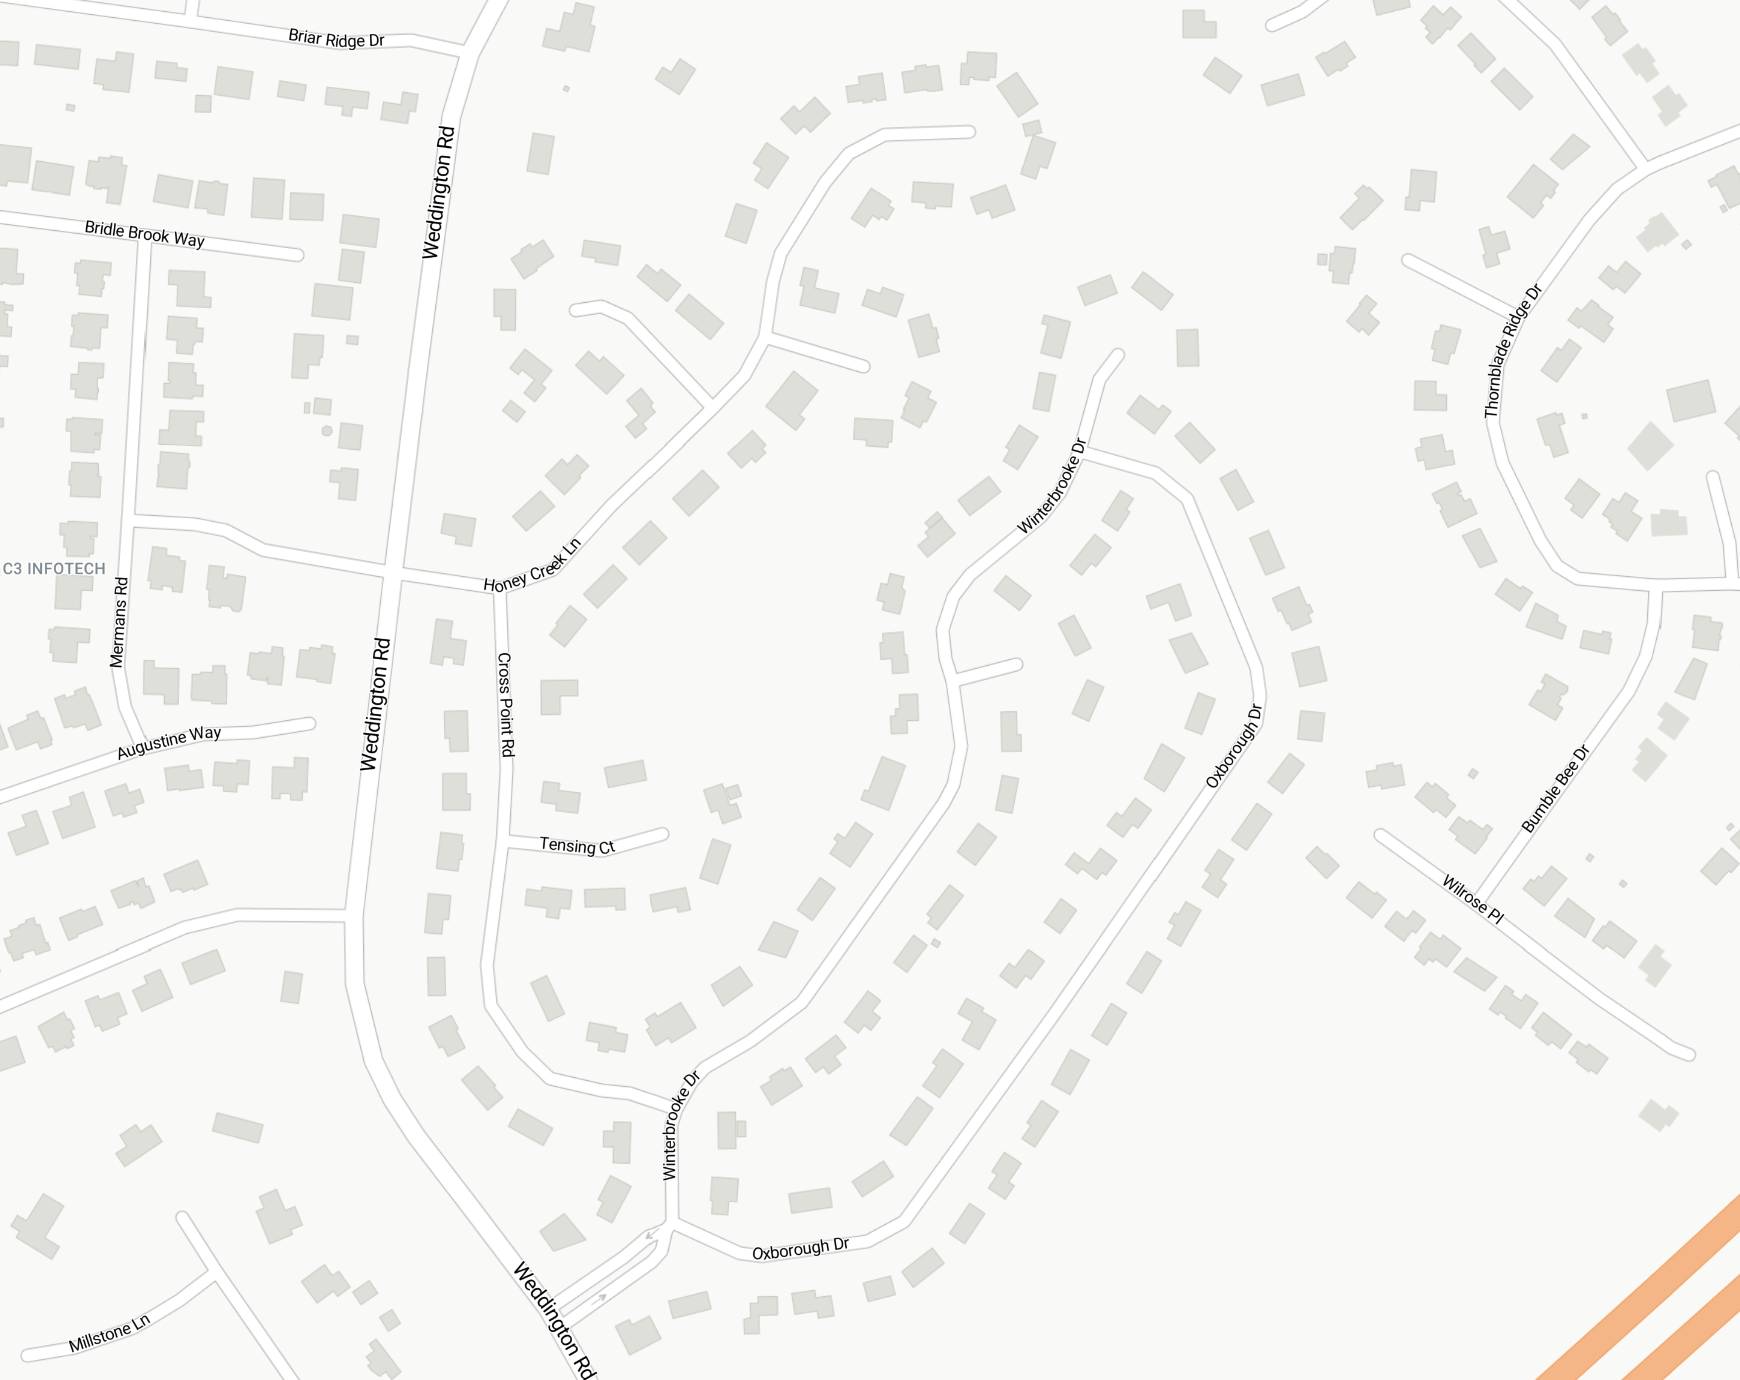 Briar Ridge Dr
Weddington Rd
Bridle Brook Way
Thornblade Ridge Dr
Winterbrooke Dr
Honey Creek Ln
C3 INFOTECH
Mermans Rd
Weddington Rd
Cross Point Rd
Augustine Way
Oxborough Dr
Bumble Bee Dr
Tensing Ct
Wilrose Pl
Winterbrooke Dr
Oxborough Dr
Weddington Rd
Millstone Ln